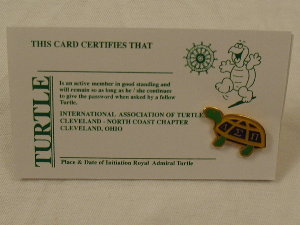 THIS CARD CERTIFIES THAT
TURTLE
Is an active member in good standing and
will remain so as long as he / she continues
to give the password when asked by a fellow
Turtle.
INTERNATIONAL ASSOCIATION OF TURTLE
CLEVELAND - NORTH COAST CHAPTER
CLEVELAND, OHIO
Place & Date of Initiation Royal Admiral Turtle